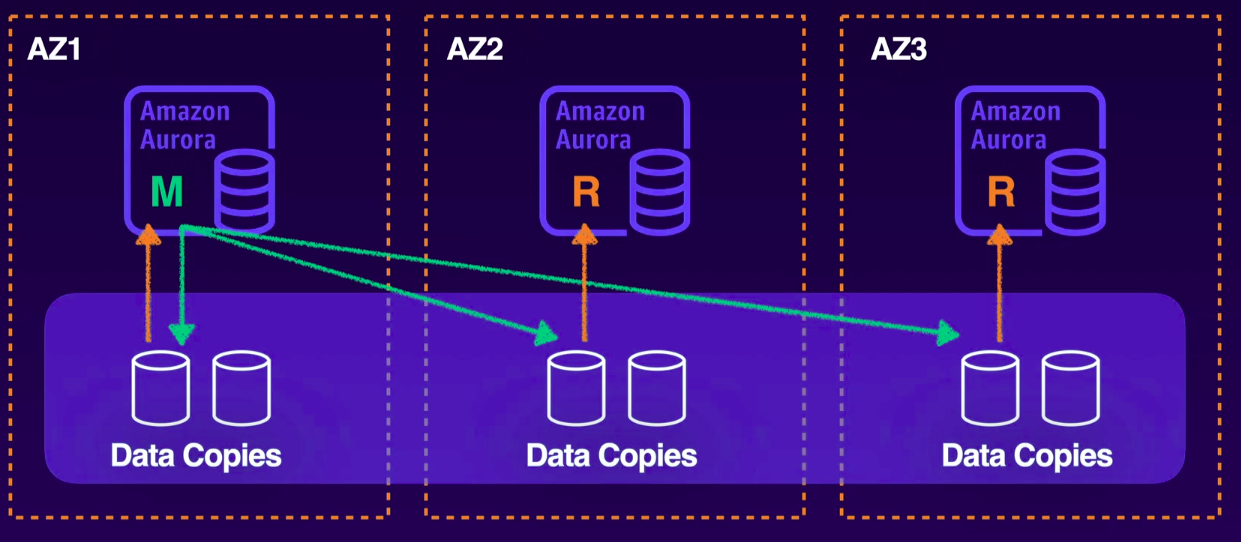 AZ1
AZ2
AZ3
Amazon
Aurora
M
Amazon
Aurora
R
Amazon
Aurora
R
Data Copies
Data Copies
Data Copies